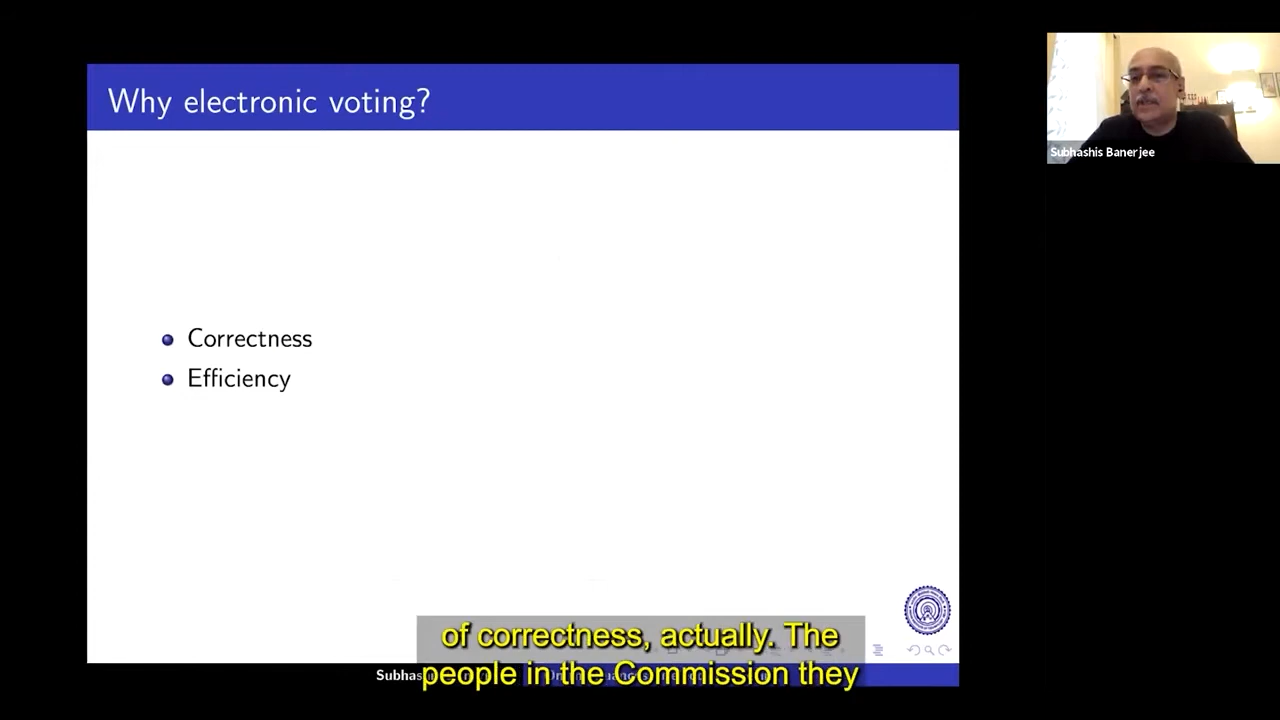 Why electronic voting?
Subhashis Banerjee
Correctness
Efficiency
of correctness, actually. The
people in the Commission they